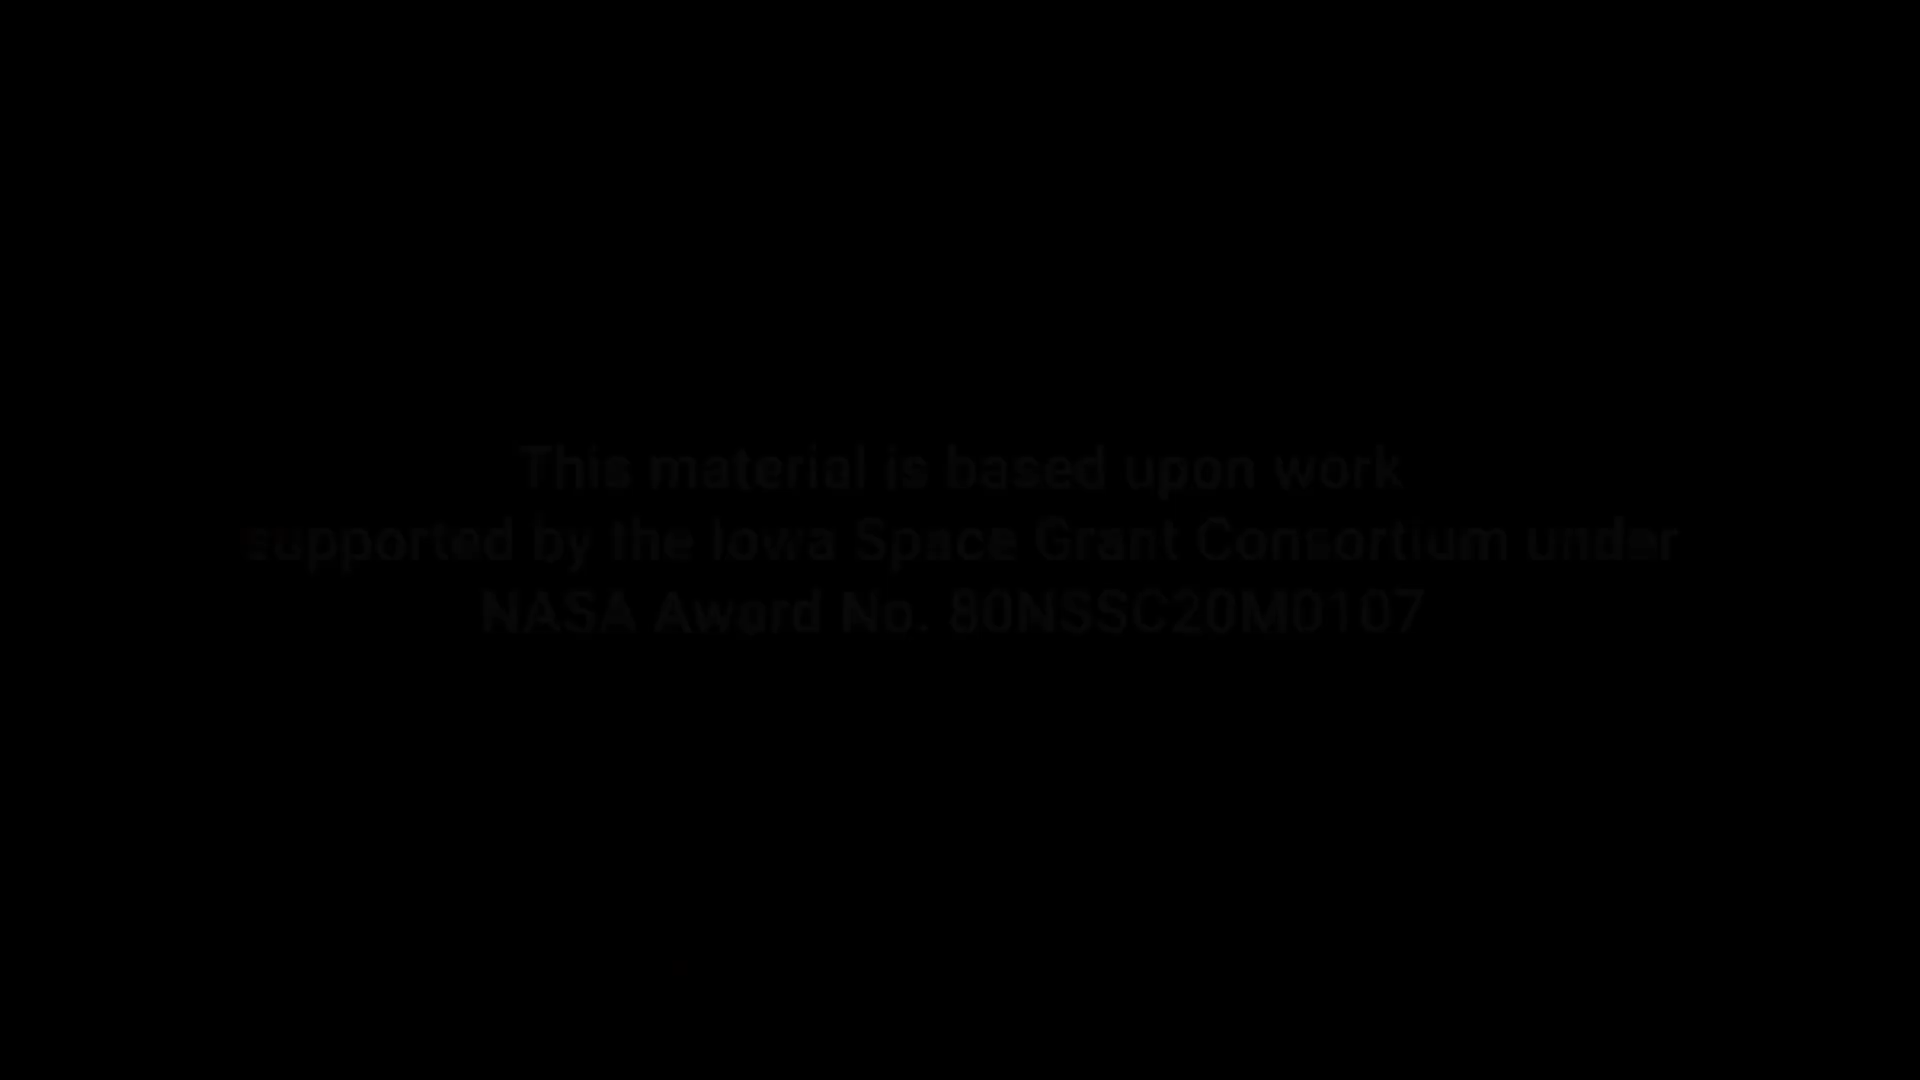 This material is based upon work
supported by the Iowa Space Grant Consortium under
NASA Award No. 80NSSC20M0107